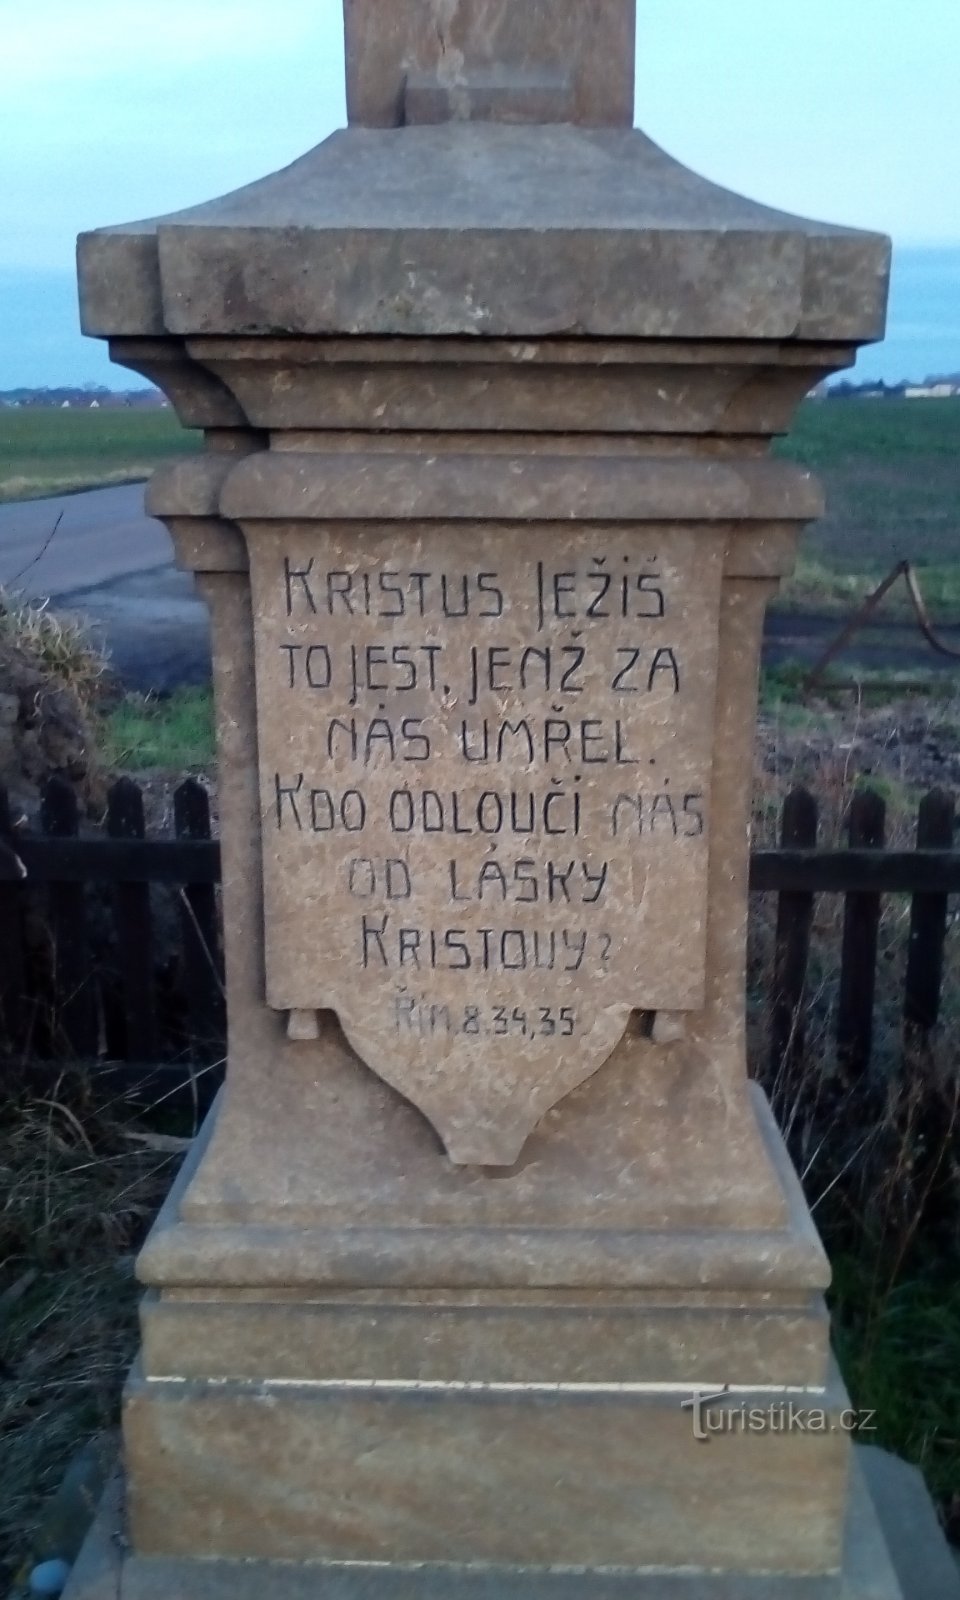 KRISTUS JEŽIŠ
TO JEST, JENŽ ZA
NÁS UMŘEL.
KDO ODLOUČÍ NÁS
OD LÁSKY
KRISTOVY?
ŘÍM. 8. 34, 35.
Turistika.cz